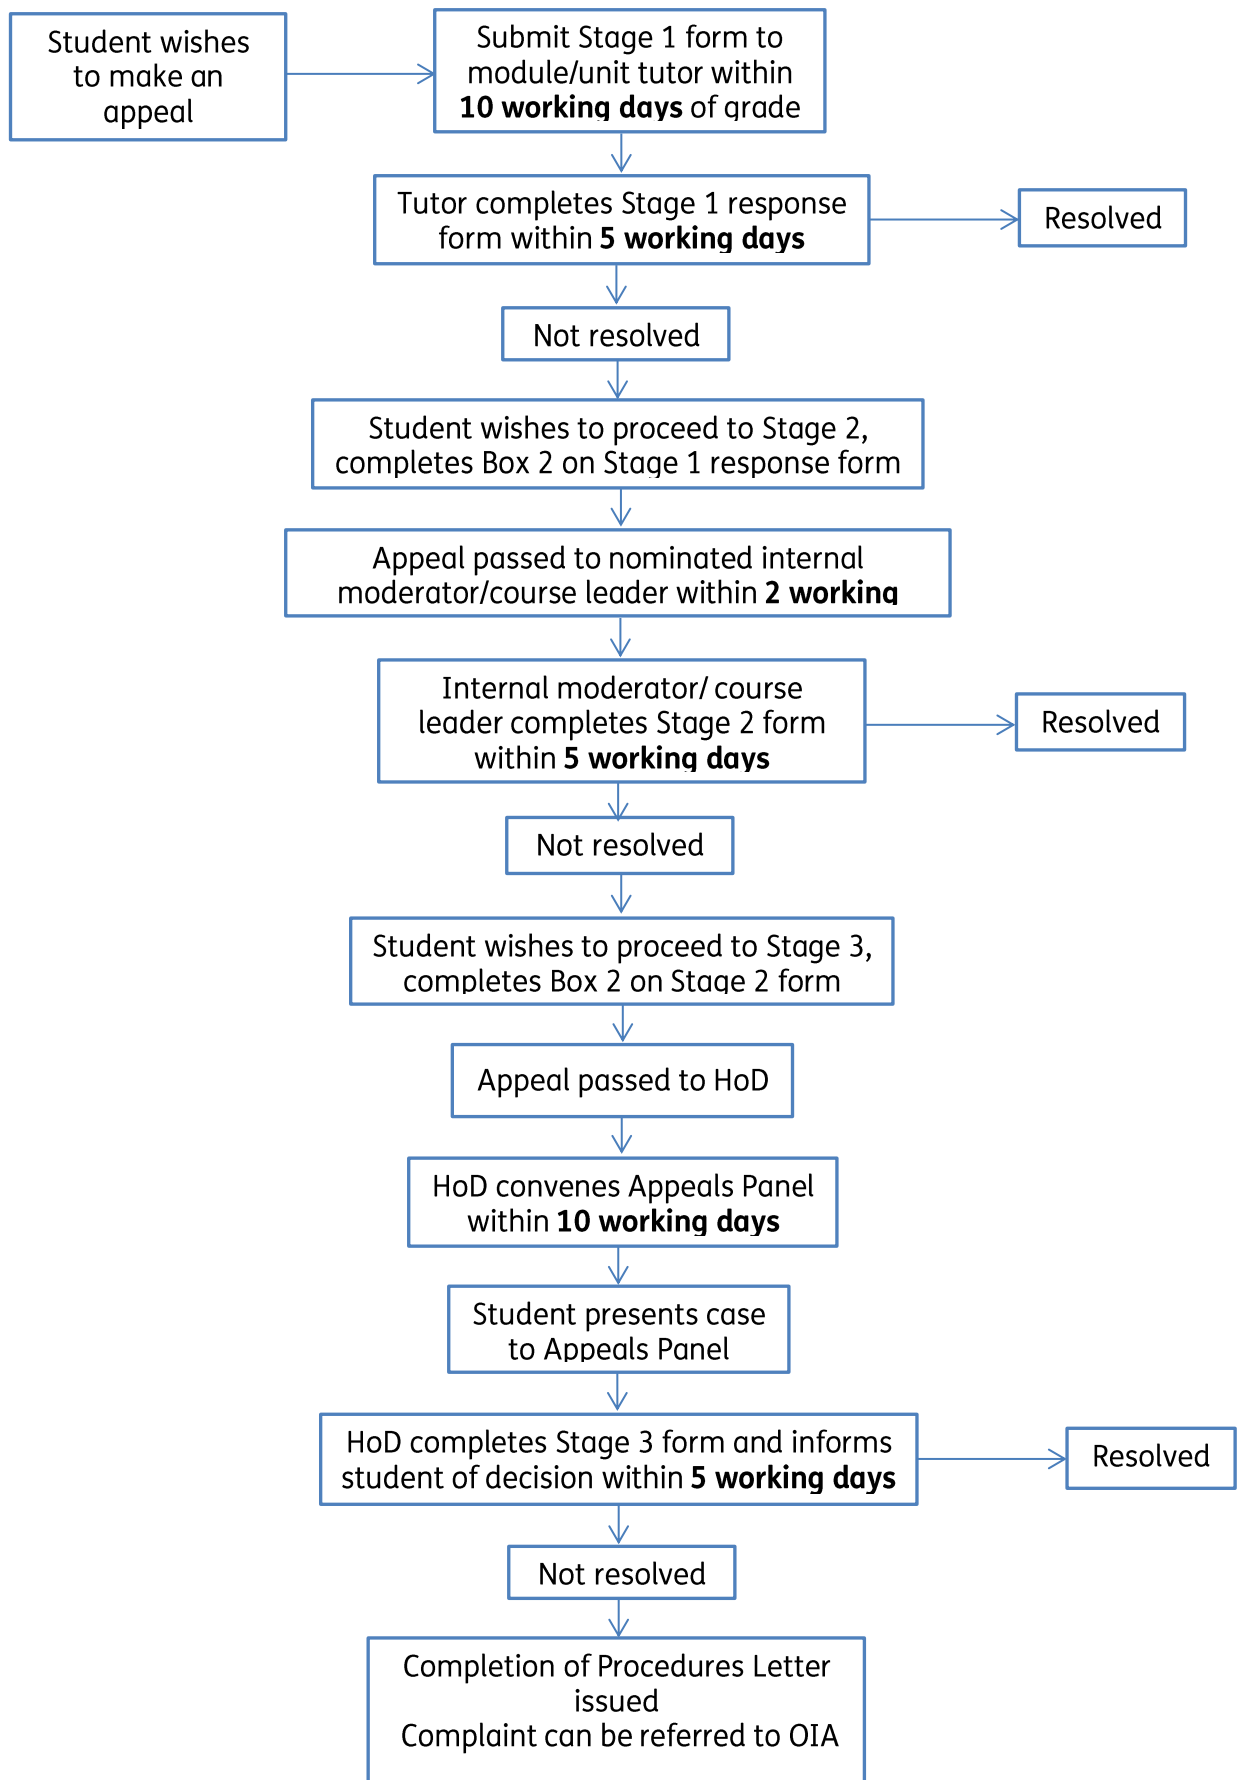 Student wishes
to make an
appeal
Submit Stage 1 form to
module/unit tutor within
10 working days of grade
Tutor completes Stage 1 response
form within 5 working days
Resolved
Not resolved
Student wishes to proceed to Stage 2,
completes Box 2 on Stage 1 response form
Appeal passed to nominated internal
moderator/course leader within 2 working
Internal moderator/ course
leader completes Stage 2 form
within 5 working days
Resolved
Not resolved
Student wishes to proceed to Stage 3,
completes Box 2 on Stage 2 form
Appeal passed to HoD
HoD convenes Appeals Panel
within 10 working days
Student presents case
to Appeals Panel
HoD completes Stage 3 form and informs
student of decision within 5 working days
Resolved
Not resolved
Completion of Procedures Letter
issued
Complaint can be referred to OIA